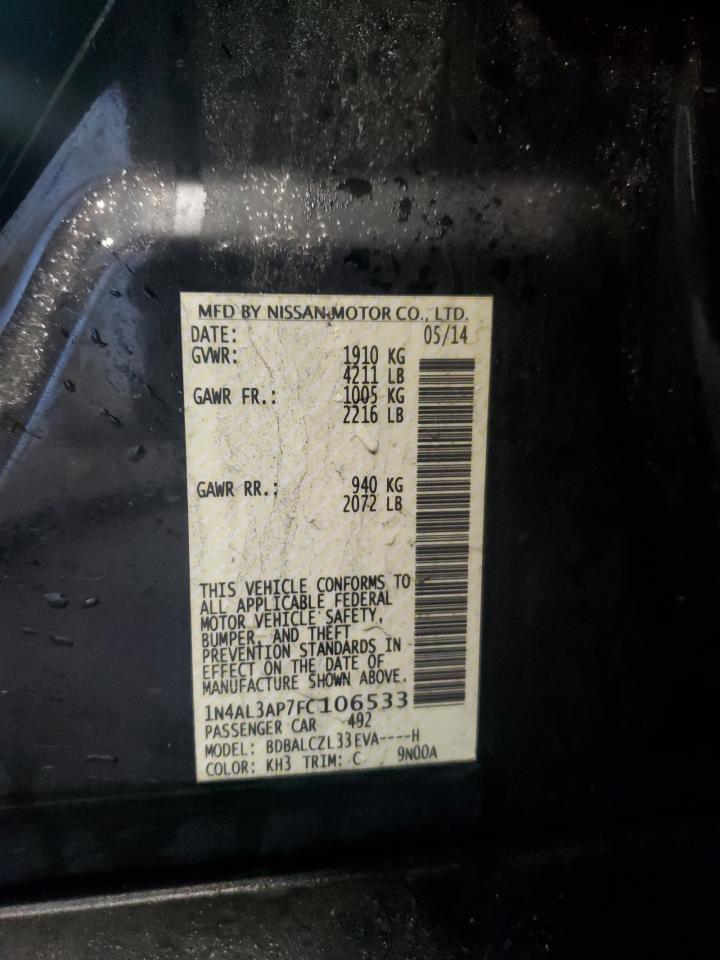 MFD BY NISSAN MOTOR CO., LTD.
DATE: 05/14
GVWR: 1910 KG
4211 LB
GAWR FR.: 1005 KG
2216 LB
GAWR RR.: 940 KG
2072 LB
THIS VEHICLE CONFORMS TO
ALL APPLICABLE FEDERAL
MOTOR VEHICLE SAFETY,
BUMPER, AND THEFT
PREVENTION STANDARDS IN
EFFECT ON THE DATE OF
MANUFACTURE SHOWN ABOVE.
1N4AL3AP7FC106533
PASSENGER CAR 492
MODEL: BDBALCZL33EVA----H
COLOR: KH3 TRIM: C 9N00A